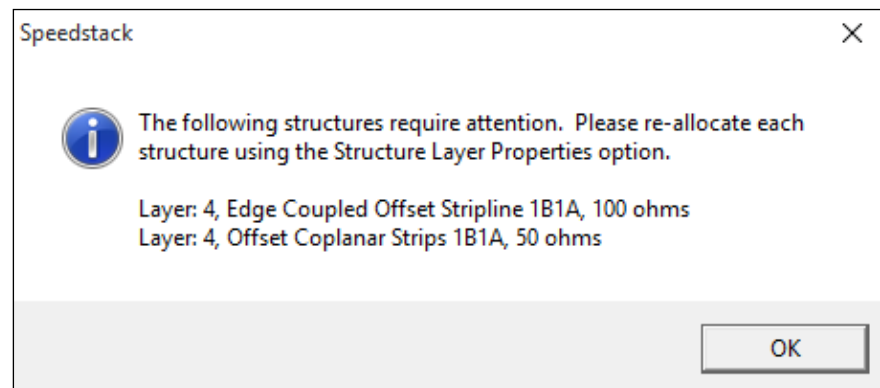 Speedstack
The following structures require attention. Please re-allocate each
structure using the Structure Layer Properties option.
Layer: 4, Edge Coupled Offset Stripline 1B1A, 100 ohms
Layer: 4, Offset Coplanar Strips 1B1A, 50 ohms
OK